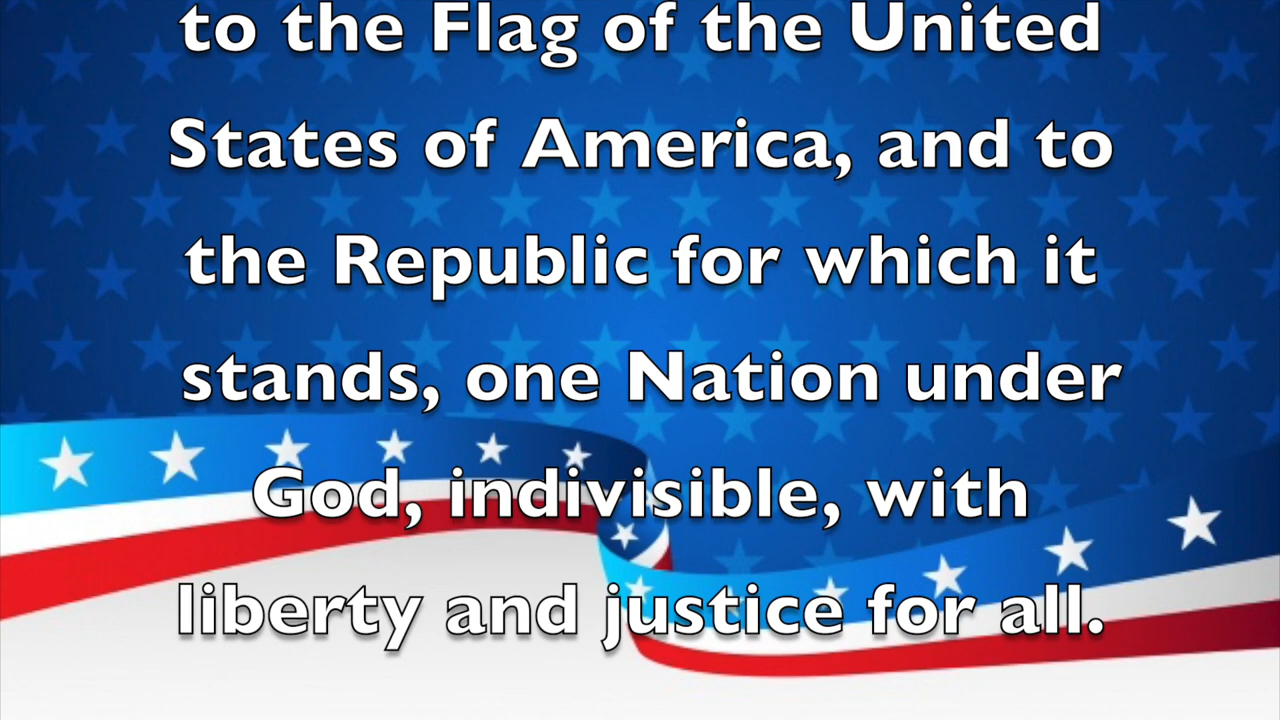 to the Flag of the United
States of America, and to
the Republic for which it
stands, one Nation under
God, indivisible, with
liberty and justice for all.